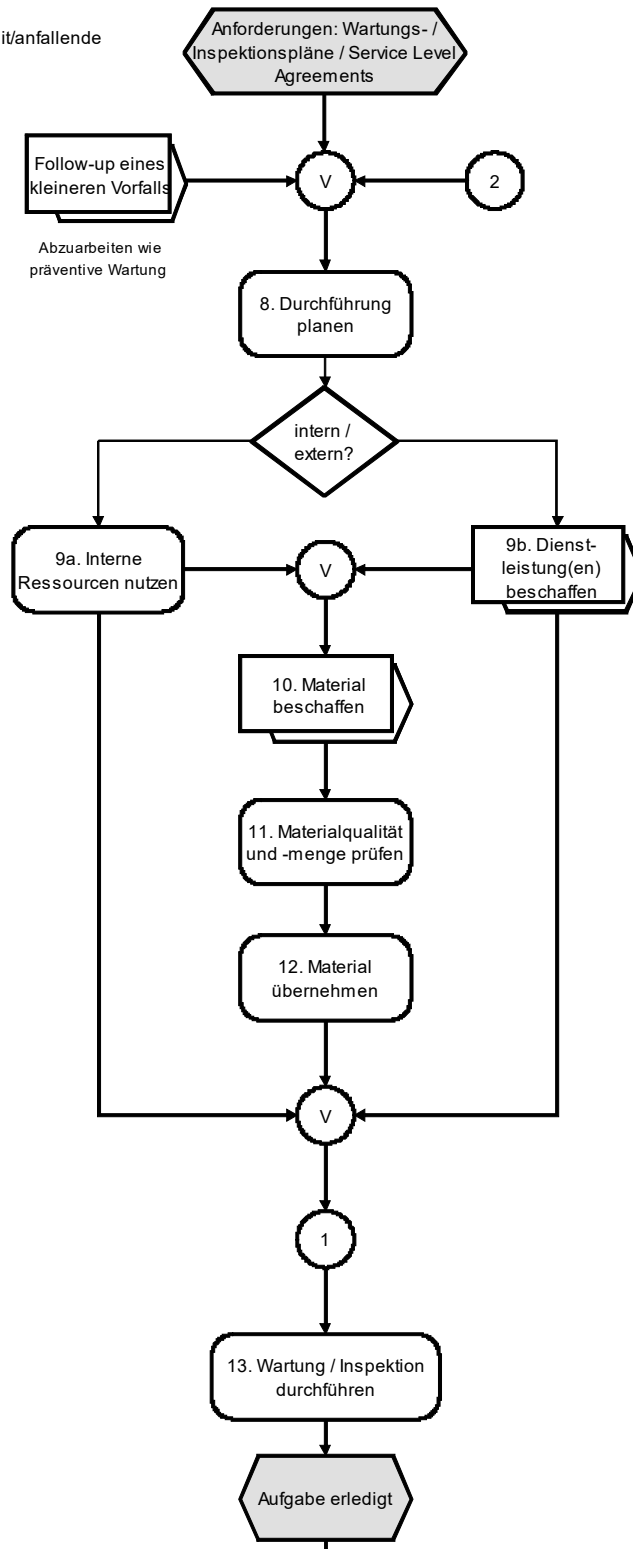 it/anfallende
Anforderungen: Wartungs- /
Inspektionspläne / Service Level
Agreements
Follow-up eines
kleineren Vorfalls
V
2
Abzuarbeiten wie
präventive Wartung
8. Durchführung
planen
intern /
extern?
9a. Interne
Ressourcen nutzen
V
9b. Dienst-
leistung(en)
beschaffen
10. Material
beschaffen
11. Materialqualität
und -menge prüfen
12. Material
übernehmen
V
1
13. Wartung / Inspektion
durchführen
Aufgabe erledigt